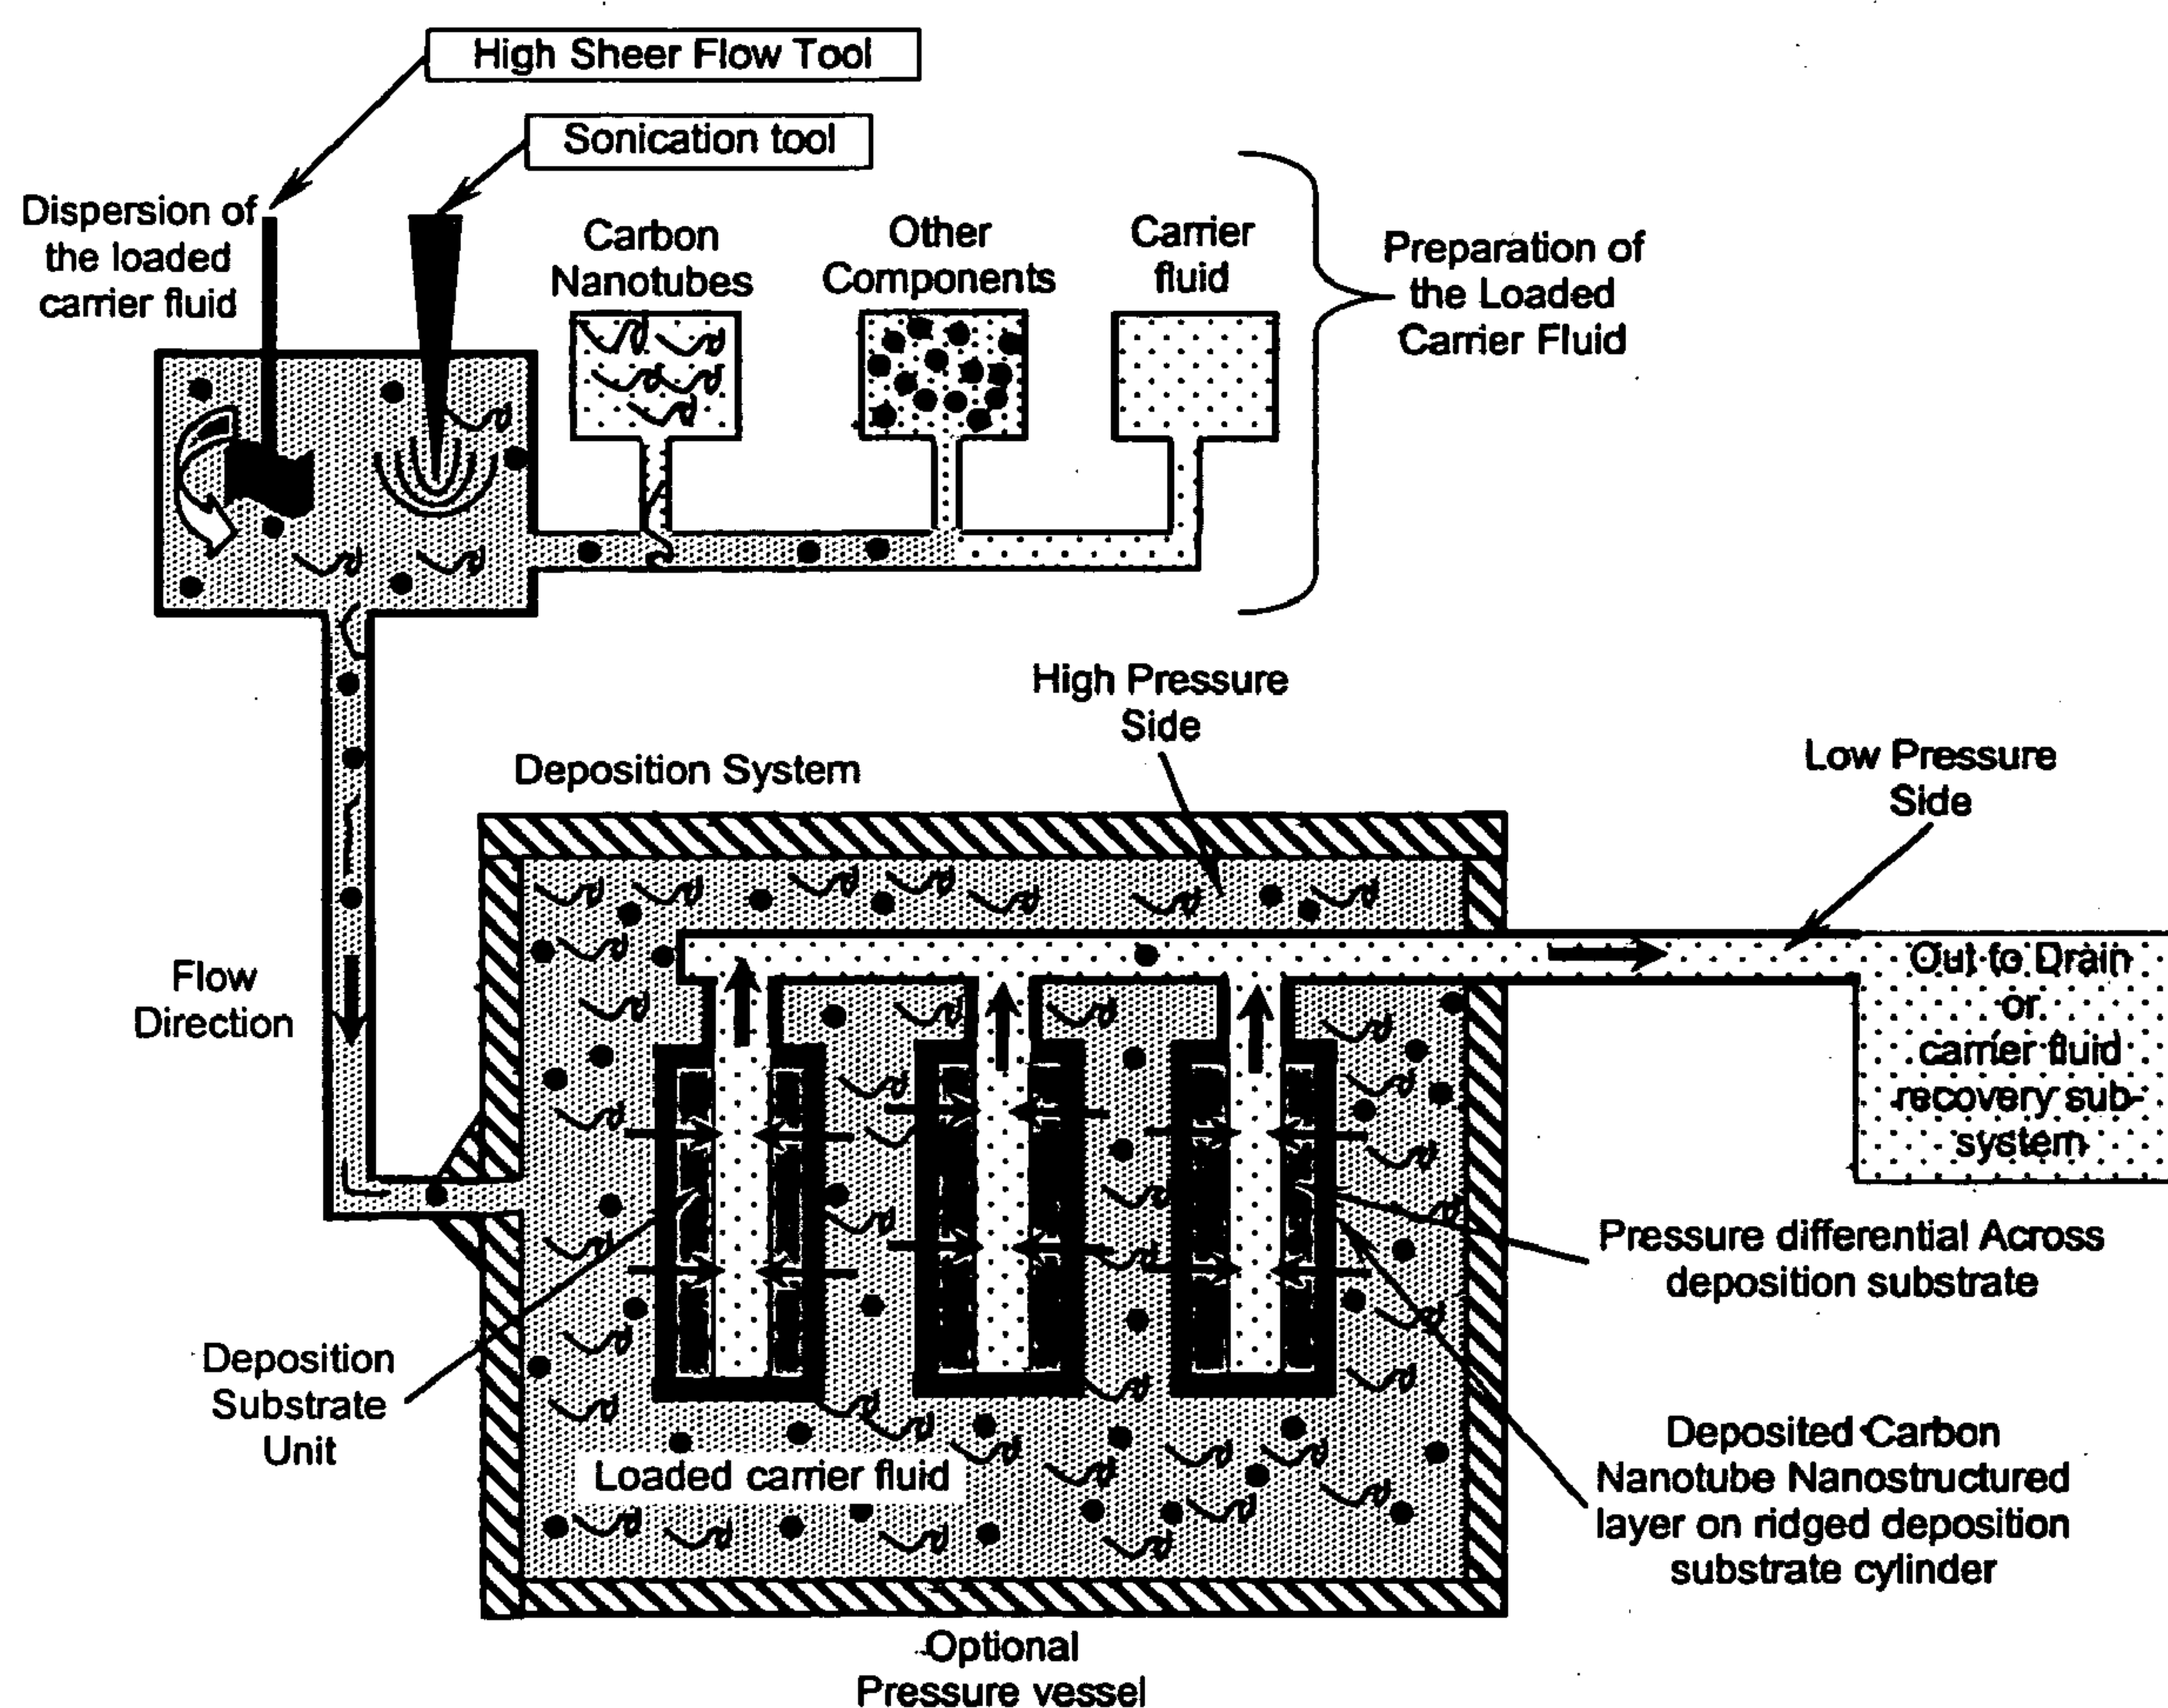 High Sheer Flow Tool
Sonication tool
Dispersion of
the loaded
carrier fluid
Carbon
Nanotubes
Other
Components
Carrier
fluid
Preparation of
the Loaded
Carrier Fluid
High Pressure
Side
Low Pressure
Side
Deposition System
Flow
Direction
Out to Drain
or
carrier fluid
recovery sub-
system
Pressure differential Across
deposition substrate
Deposition
Substrate
Unit
Loaded carrier fluid
Deposited Carbon
Nanotube Nanostructured
layer on ridged deposition
substrate cylinder
Optional
Pressure vessel